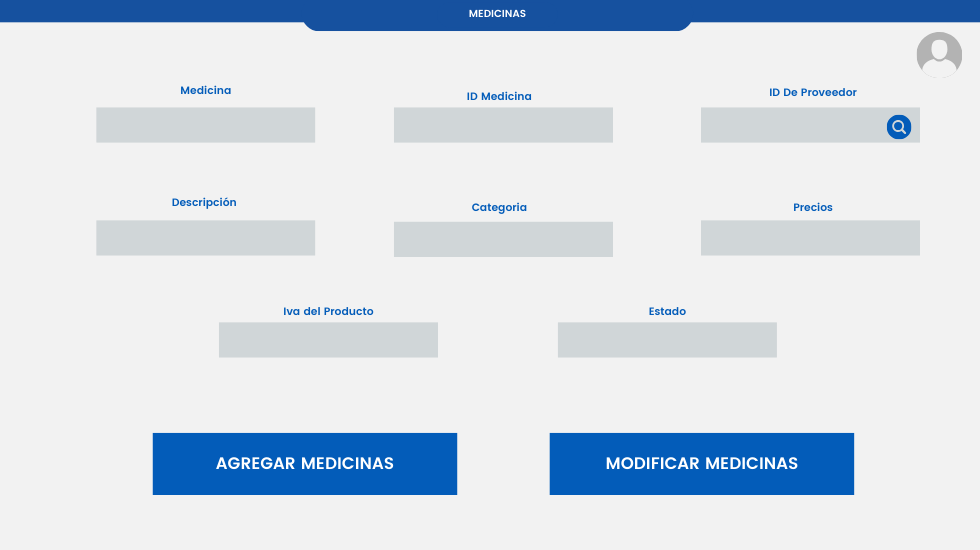 MEDICINAS
Medicina
ID Medicina
ID De Proveedor
Descripción
Categoria
Precios
Iva del Producto
Estado
AGREGAR MEDICINAS
MODIFICAR MEDICINAS